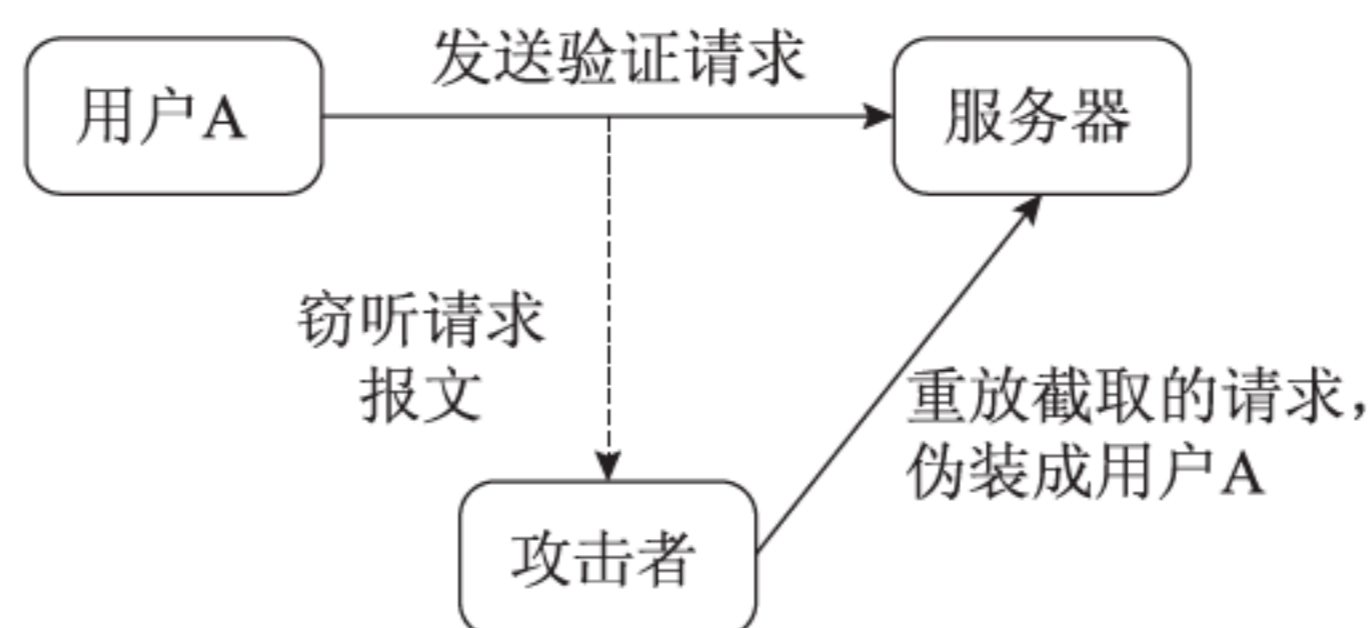 发送验证请求
用户A
服务器
窃听请求
报文
重放截取的请求，
伪装成用户A
攻击者